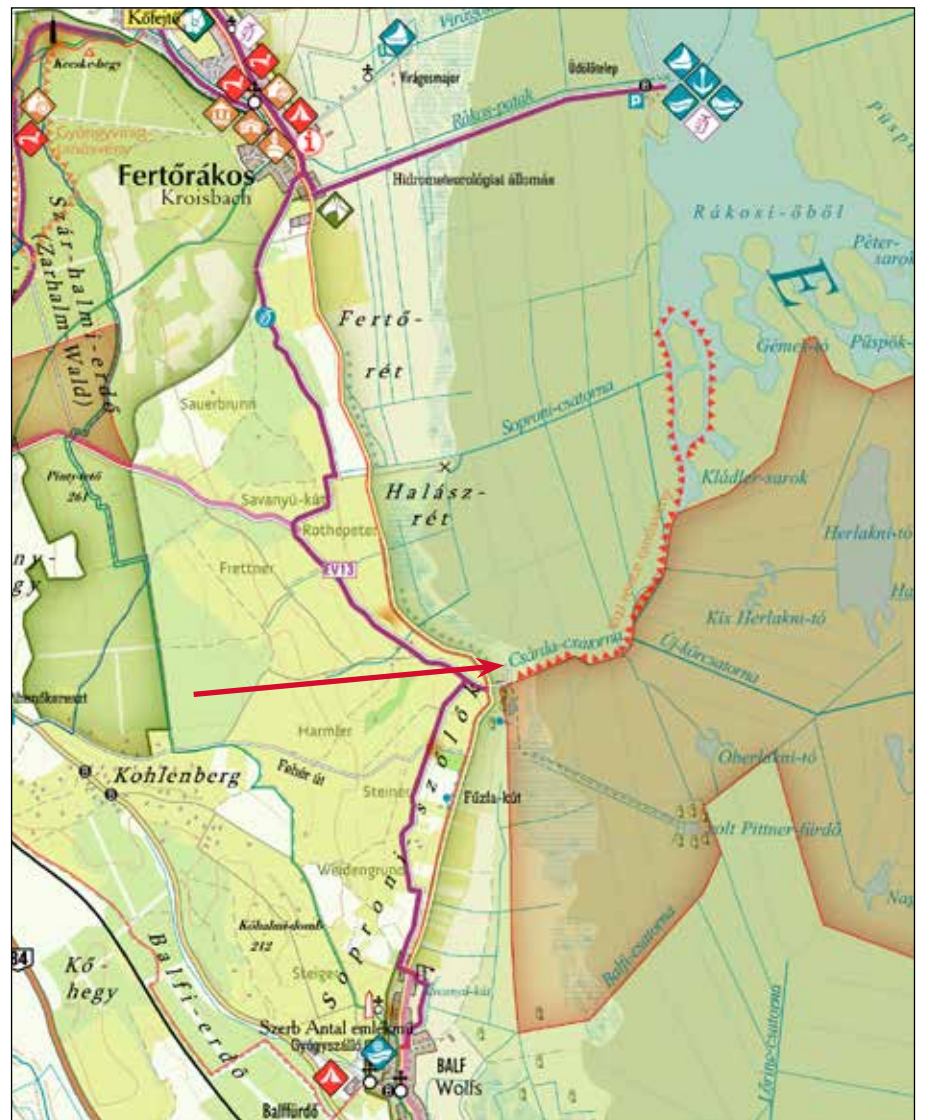 Kőfejtő
Kecske-hegy
Virágosmajor
Üdülőtelep
Rákos-patak
Gyöngyvirág
tanösvény
Fertőrákos
Kroisbach
Hidrometeorológiai állomás
Rákosi-öböl
Péter-
sarok
Szár-halmi-erdő
(Zarhalm Wald)
F
Fertő-
rét
Gémes-tó
Püspök-
Sauerbrunn
Soproni-csatorna
Pinty-tető
261
Kládler-sarok
Savanyú-kút
Halász-
rét
Rothepeter
Herlakni-tó
Frettner
EV13
Kis Herlakni-tó
Csárda-csatorna
Új-körcsatorna
Harmler
Fehér út
Oberlakni-tó
Kohlenberg
Steiner
Fűzfa-kút
volt Pittner-fürdő
Soproni-szőlők
Weidengrund
Kőhalmi-domb
212
Balfi-csatorna
84
Kő-
hegy
Balfi-erdő
Steiger
Szerb Antal emlékmű
Gyógyszálló
BALF
Wolfs
Balffürdő